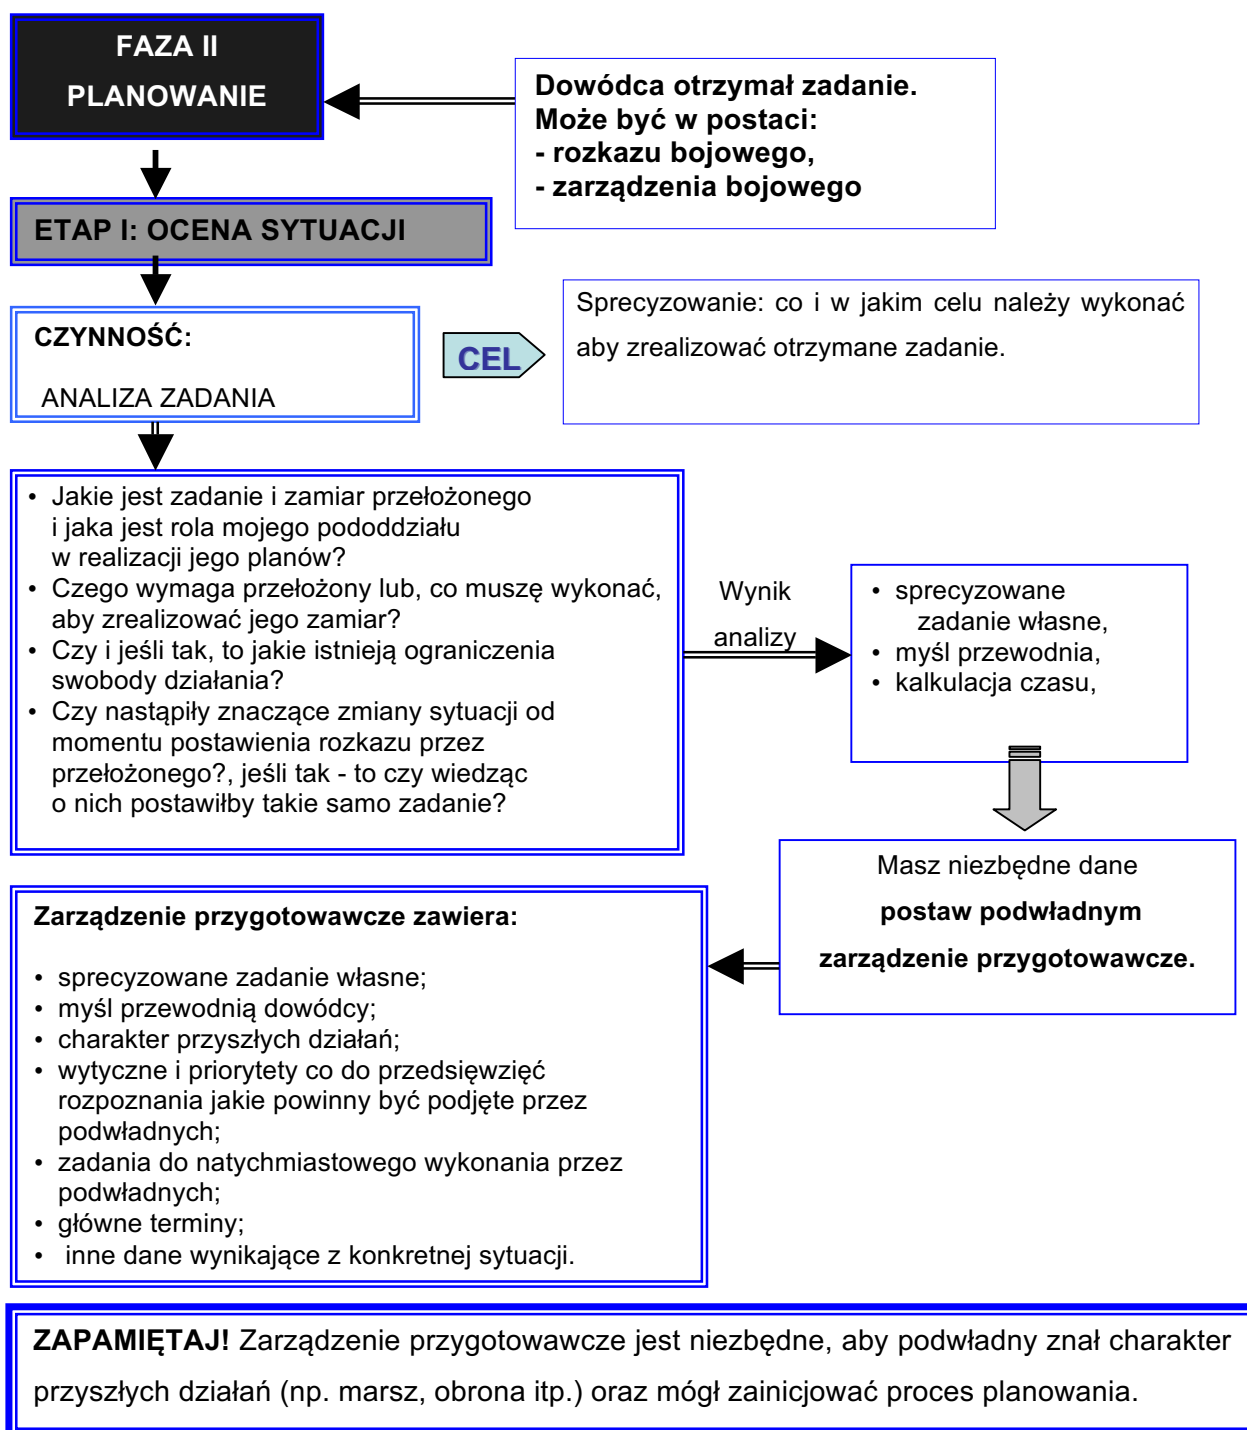 FAZA II
PLANOWANIE
Dowódca otrzymał zadanie.
Może być w postaci:
- rozkazu bojowego,
- zarządzenia bojowego
ETAP I: OCENA SYTUACJI
CZYNNOŚĆ:
ANALIZA ZADANIA
CEL
Sprecyzowanie: co i w jakim celu należy wykonać
aby zrealizować otrzymane zadanie.
• Jakie jest zadanie i zamiar przełożonego
i jaka jest rola mojego pododdziału
w realizacji jego planów?
• Czego wymaga przełożony lub, co muszę wykonać,
aby zrealizować jego zamiar?
• Czy i jeśli tak, to jakie istnieją ograniczenia
swobody działania?
• Czy nastąpiły znaczące zmiany sytuacji od
momentu postawienia rozkazu przez
przełożonego?, jeśli tak - to czy wiedząc
o nich postawiłby takie samo zadanie?
Wynik
analizy
• sprecyzowane
zadanie własne,
• myśl przewodnia,
• kalkulacja czasu,
Masz niezbędne dane
postaw podwładnym
zarządzenie przygotowawcze.
Zarządzenie przygotowawcze zawiera:
• sprecyzowane zadanie własne;
• myśl przewodnią dowódcy;
• charakter przyszłych działań;
• wytyczne i priorytety co do przedsięwzięć
rozpoznania jakie powinny być podjęte przez
podwładnych;
• zadania do natychmiastowego wykonania przez
podwładnych;
• główne terminy;
• inne dane wynikające z konkretnej sytuacji.
ZAPAMIĘTAJ! Zarządzenie przygotowawcze jest niezbędne, aby podwładny znał charakter
przyszłych działań (np. marsz, obrona itp.) oraz mógł zainicjować proces planowania.